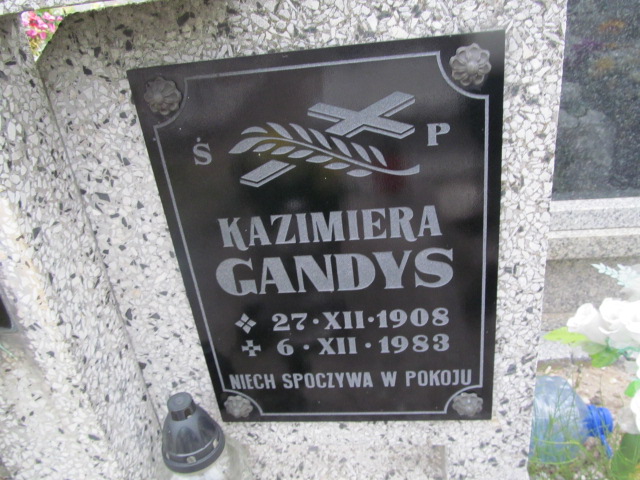 Ś P
KAZIMIERA
GANDYS
27·XII·1908
6·XII·1983
NIECH SPOCZYWA W POKOJU